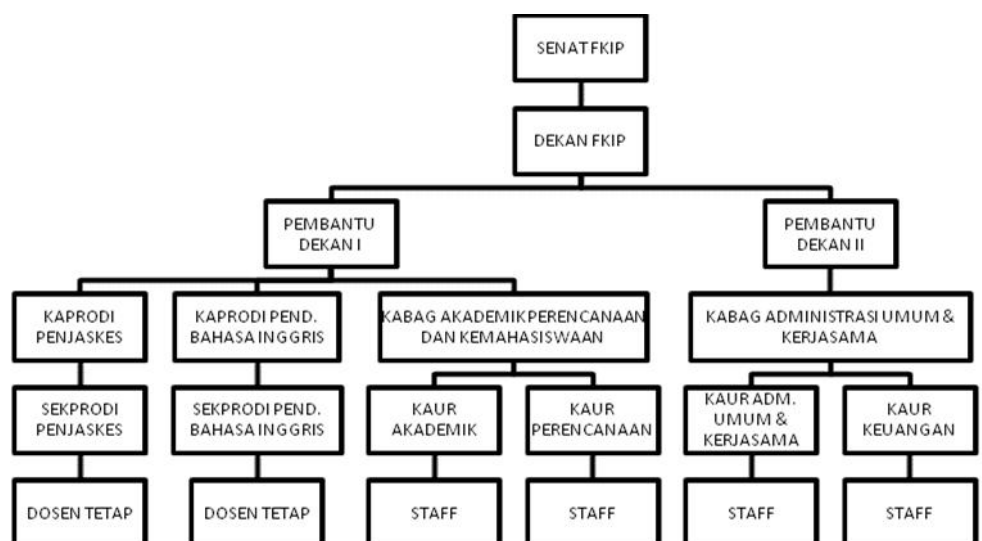 SENAT FKIP
DEKAN FKIP
PEMBANTU
DEKAN I
PEMBANTU
DEKAN II
KAPRODI
PENJASKES
KAPRODI PEND.
BAHASA INGGRIS
KABAG AKADEMIK PERENCANAAN
DAN KEMAHASISWAAN
KABAG ADMINISTRASI UMUM &
KERJASAMA
SEKPRODI
PENJASKES
SEKPRODI PEND.
BAHASA INGGRIS
KAUR
AKADEMIK
KAUR
PERENCANAAN
KAUR ADM.
UMUM &
KERJASAMA
KAUR
KEUANGAN
DOSEN TETAP
DOSEN TETAP
STAFF
STAFF
STAFF
STAFF